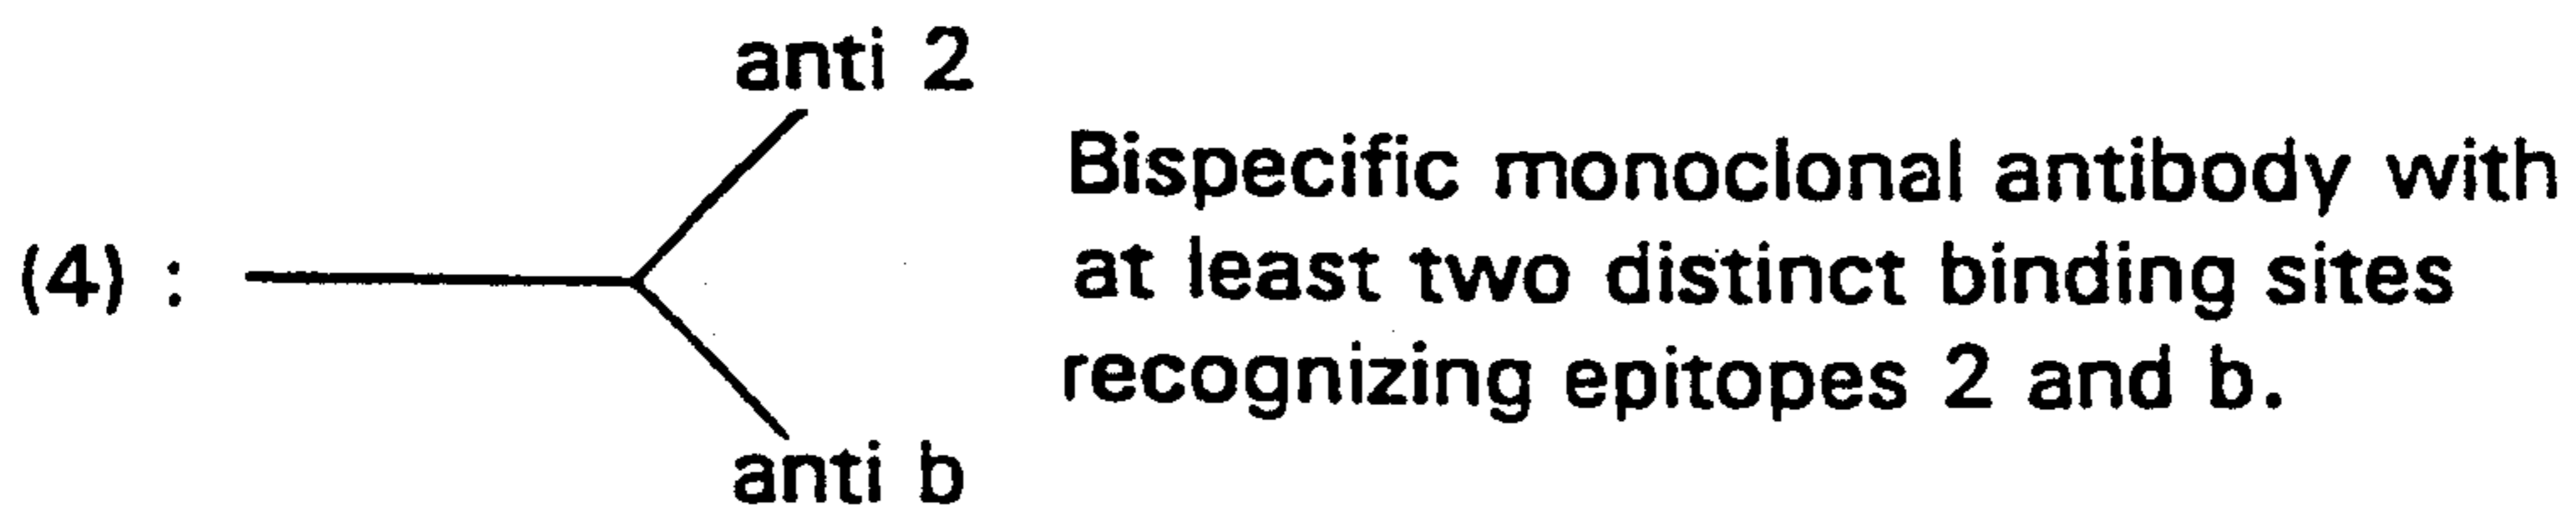 anti 2
Bispecific monoclonal antibody with
(4) :
at least two distinct binding sites
recognizing epitopes 2 and b.
anti b